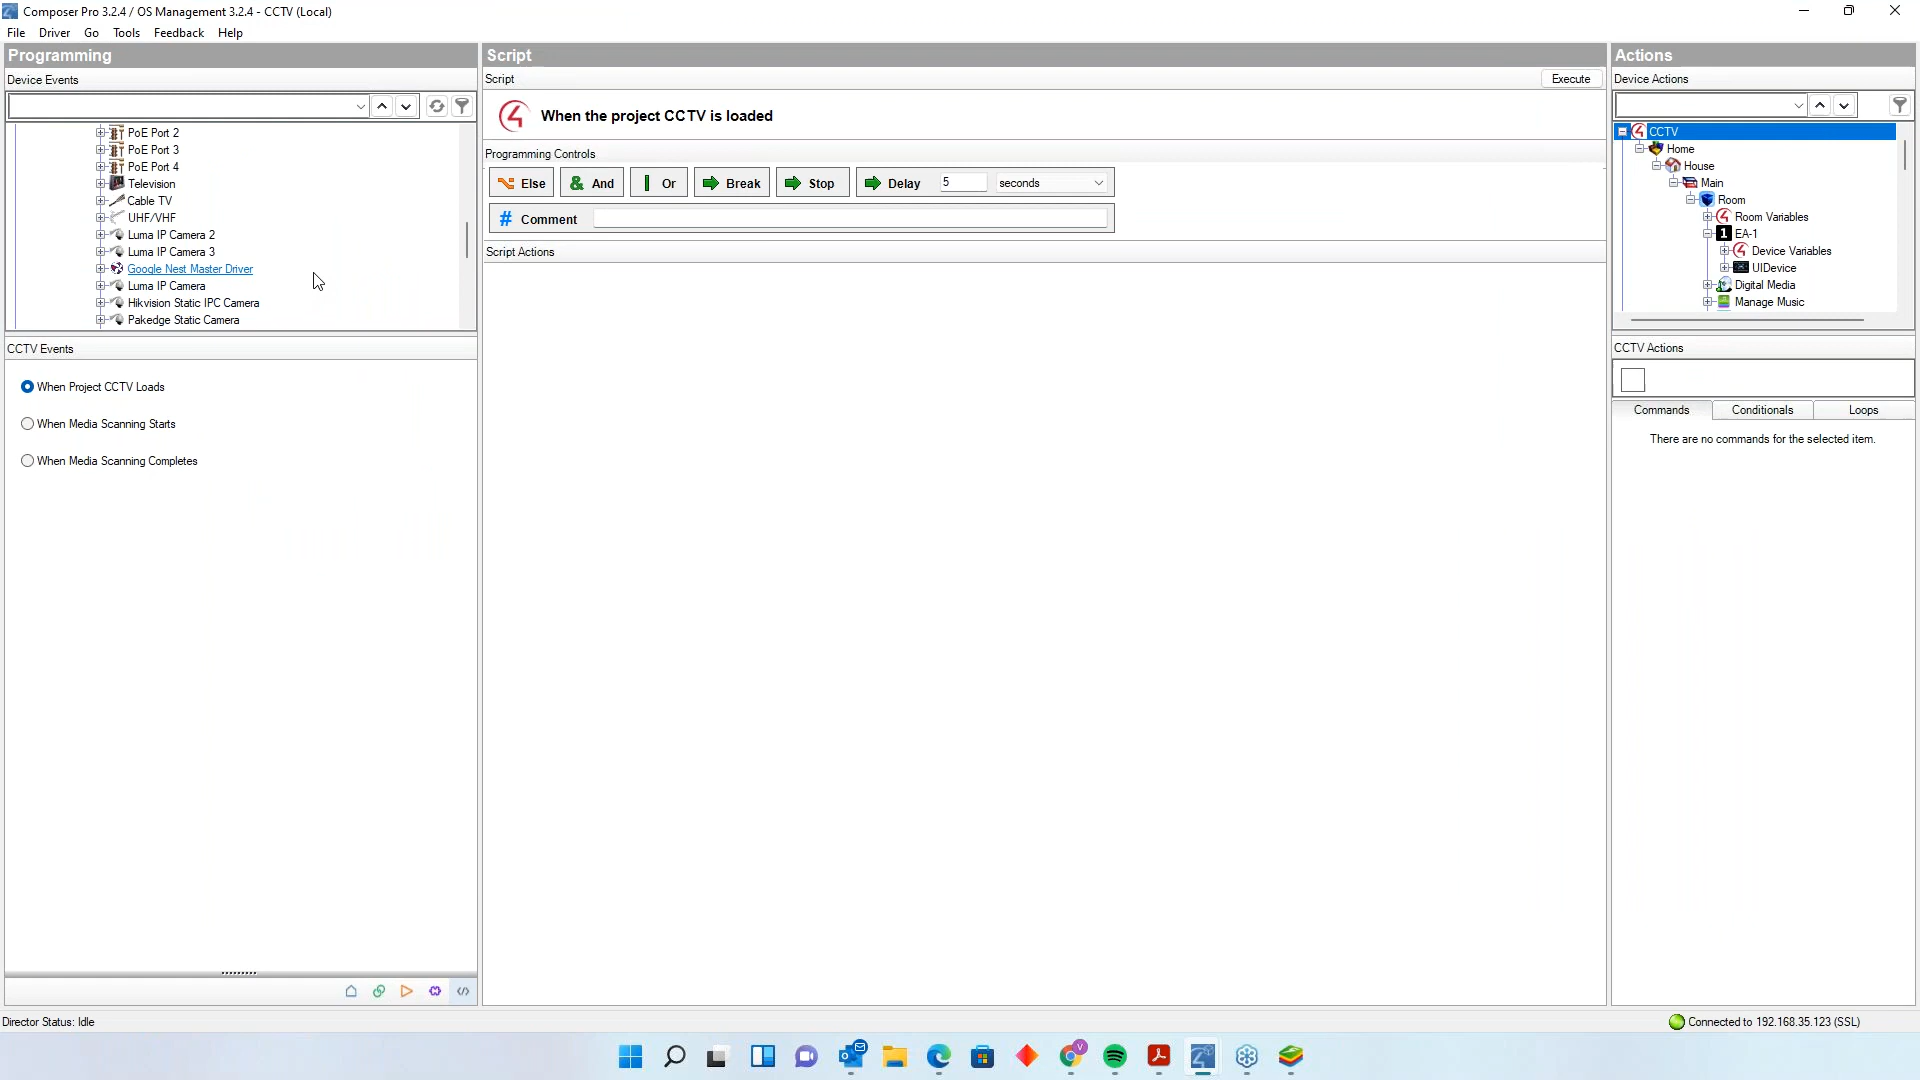 Composer Pro 3.2.4 / OS Management 3.2.4 - CCTV (Local)
File Driver Go Tools Feedback Help
Programming
Device Events
PoE Port 2
PoE Port 3
PoE Port 4
Television
Cable TV
UHF/VHF
Luma IP Camera 2
Luma IP Camera 3
Google Nest Master Driver
Luma IP Camera
Hikvision Static IPC Camera
Pakedge Static Camera
CCTV Events
When Project CCTV Loads
When Media Scanning Starts
When Media Scanning Completes
Script
Script
Execute
When the project CCTV is loaded
Programming Controls
Else And Or Break Stop Delay 5 seconds
# Comment
Script Actions
Actions
Device Actions
CCTV
Home
House
Main
Room
Room Variables
1 EA-1
Device Variables
UIDevice
Digital Media
Manage Music
CCTV Actions
Commands Conditionals Loops
There are no commands for the selected item.
Director Status: Idle
Connected to 192.168.35.123 (SSL)
V